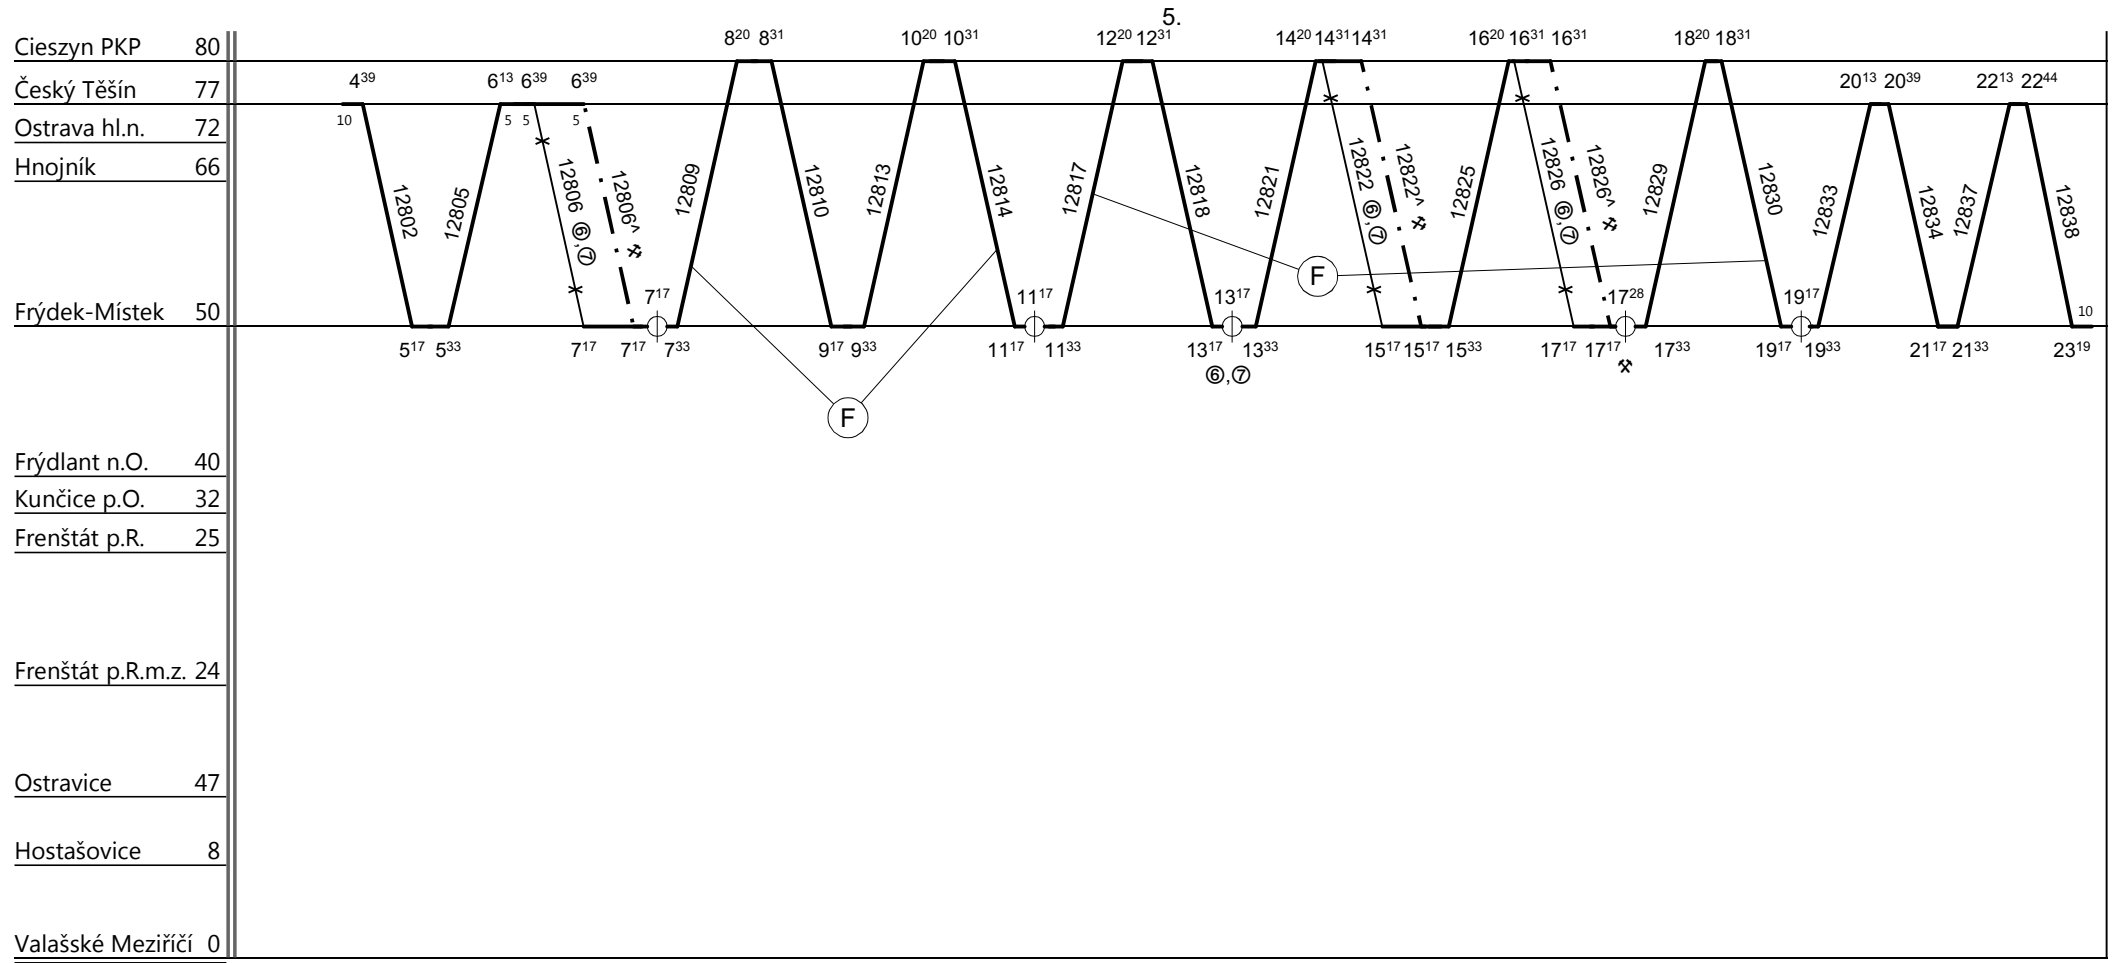 5.
Cieszyn PKP 80
8²⁰ 8³¹ 10²⁰ 10³¹ 12²⁰ 12³¹ 14²⁰ 14³¹ 14³¹ 16²⁰ 16³¹ 16³¹ 18²⁰ 18³¹
Český Těšín 77
4³⁹ 6¹³ 6³⁹ 6³⁹ 20¹³ 20³⁹ 22¹³ 22⁴⁴
10 5 5 5
Ostrava hl.n. 72
Hnojník 66
12802
12805
12806 ⑥,⑦
12806^ ⚒
12809
12810
12813
12814
12817
12818
12821
12822 ⑥,⑦
12822^ ⚒
12825
12826 ⑥,⑦
12826^ ⚒
12829
12830
12833
12834
12837
12838
F
7¹⁷ 11¹⁷ 13¹⁷ 17²⁸ 19¹⁷ 10
Frýdek-Místek 50
5¹⁷ 5³³ 7¹⁷ 7¹⁷ 7³³ 9¹⁷ 9³³ 11¹⁷ 11³³ 13¹⁷ 13³³ 15¹⁷ 15¹⁷ 15³³ 17¹⁷ 17¹⁷ 17³³ 19¹⁷ 19³³ 21¹⁷ 21³³ 23¹⁹
⑥,⑦ ⚒
F
Frýdlant n.O. 40
Kunčice p.O. 32
Frenštát p.R. 25
Frenštát p.R.m.z. 24
Ostravice 47
Hostašovice 8
Valašské Meziříčí 0